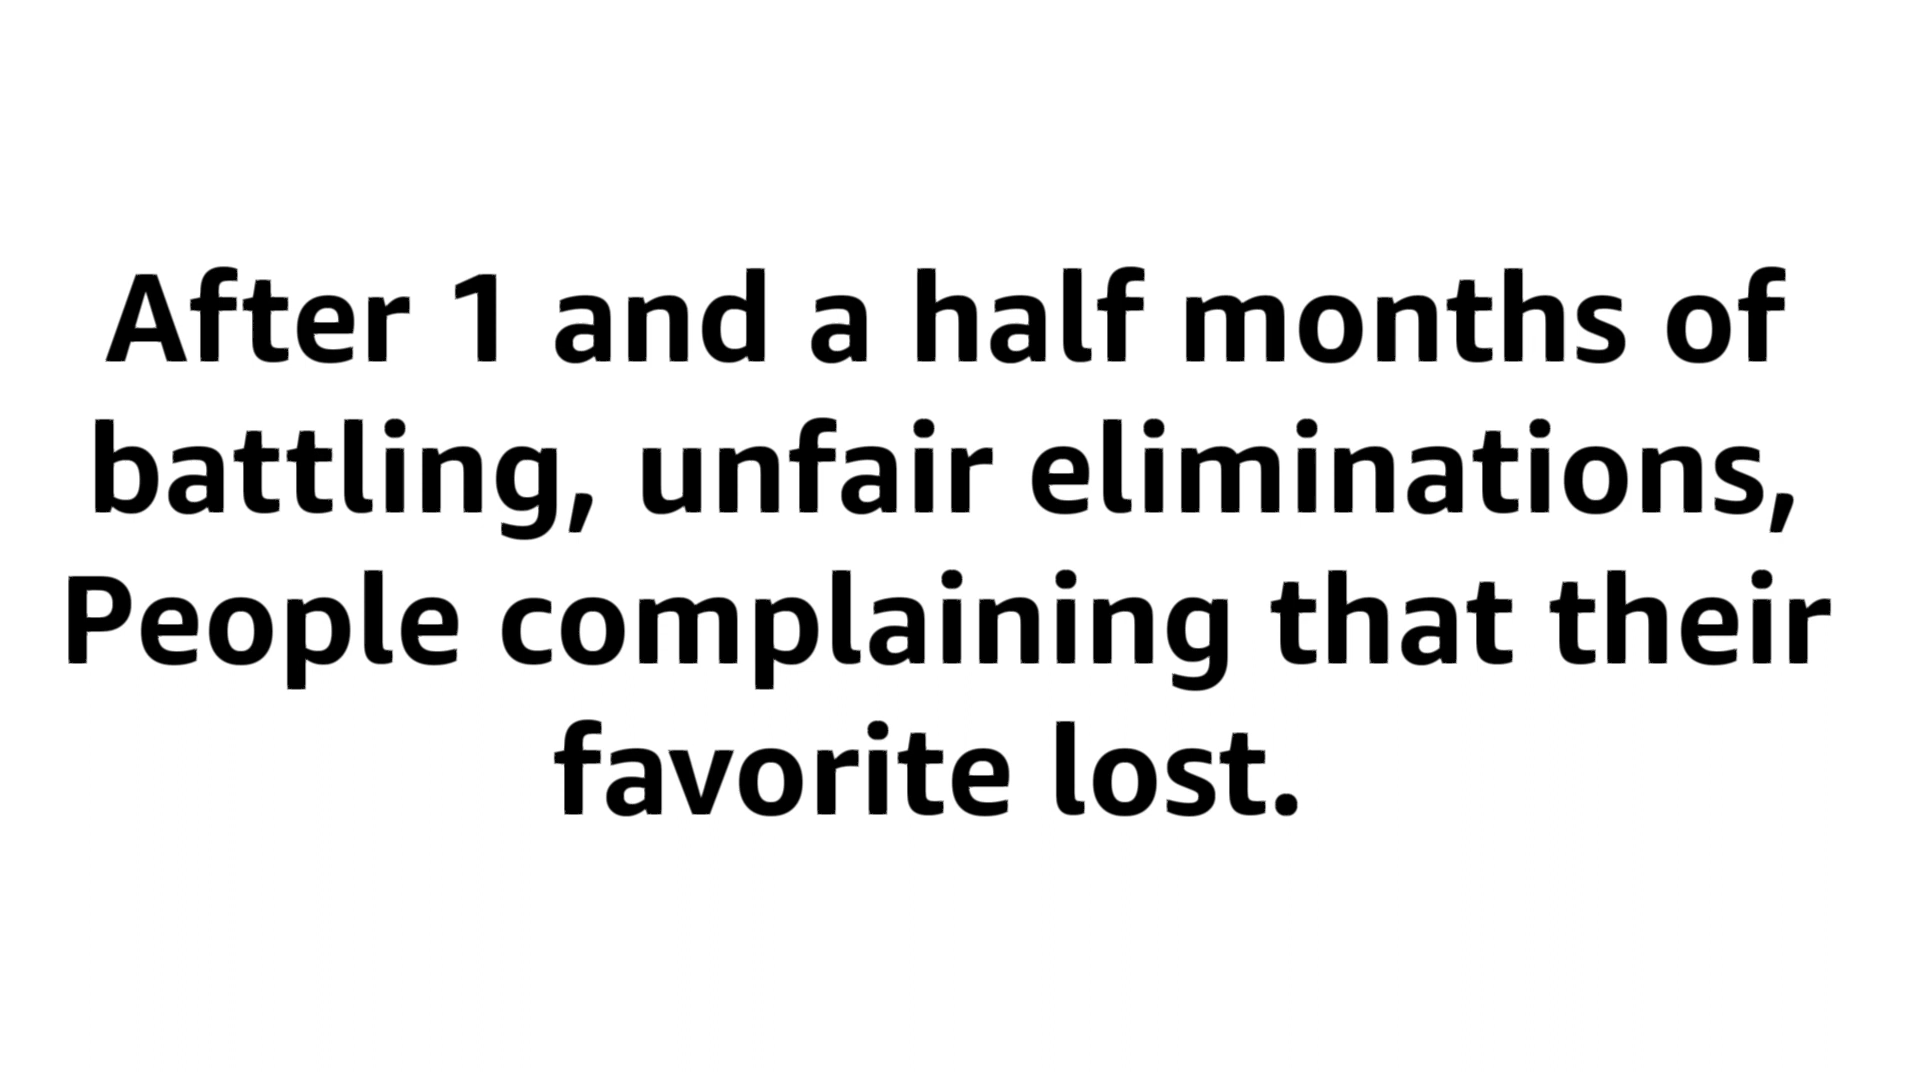 After 1 and a half months of
battling, unfair eliminations,
People complaining that their
favorite lost.